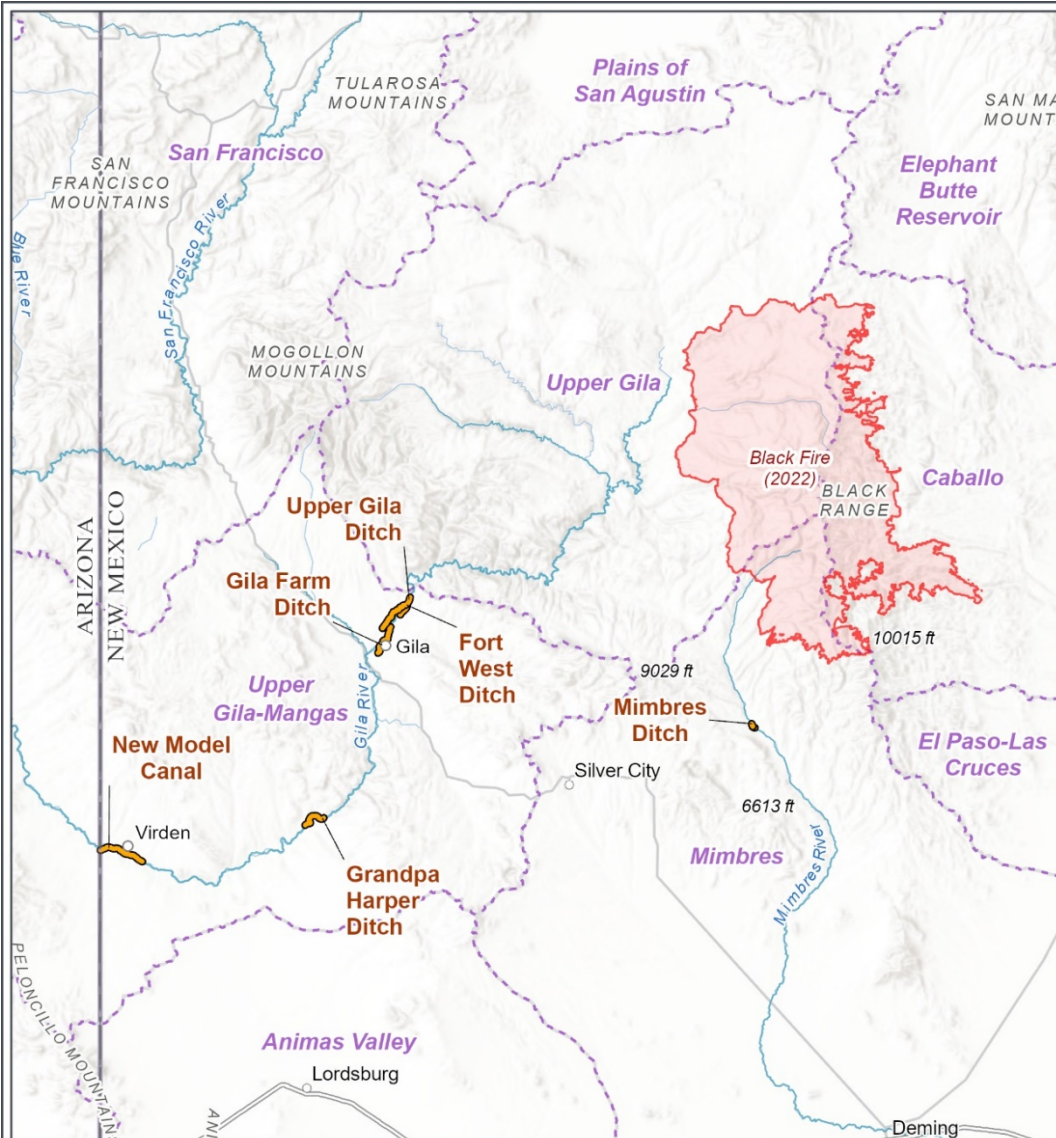 TULAROSA
MOUNTAINS
Plains of
San Agustin
SAN MA
MOUNT
San Francisco
SAN
FRANCISCO
MOUNTAINS
Elephant
Butte
Reservoir
Blue River
San Francisco River
MOGOLLON
MOUNTAINS
Upper Gila
Black Fire
(2022)
BLACK
RANGE
Caballo
Upper Gila
Ditch
ARIZONA
NEW MEXICO
Gila Farm
Ditch
Gila
Fort
West
Ditch
10015 ft
9029 ft
Upper
Gila-Mangas
Gila River
Mimbres
Ditch
New Model
Canal
El Paso-Las
Cruces
Silver City
6613 ft
Virden
Mimbres
Mimbres River
Grandpa
Harper
Ditch
PELONCILLO MOUNTAINS
Animas Valley
Lordsburg
ANI
Deming